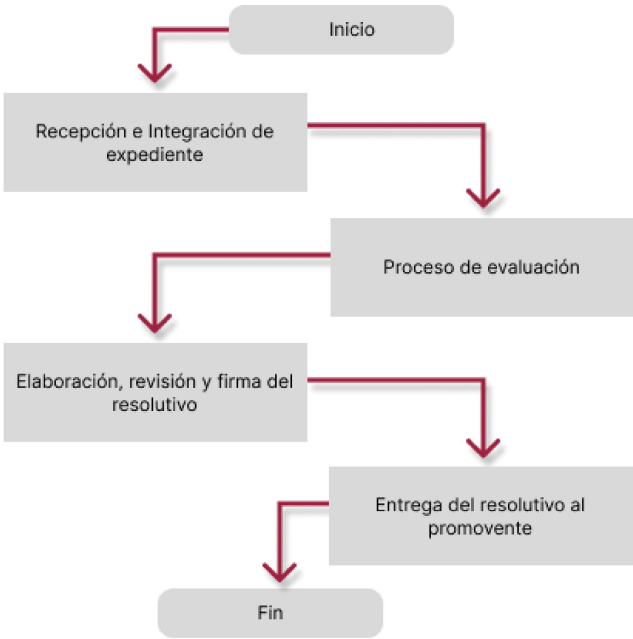 Inicio
Recepción e Integración de
expediente
Proceso de evaluación
Elaboración, revisión y firma del
resolutivo
Entrega del resolutivo al
promovente
Fin